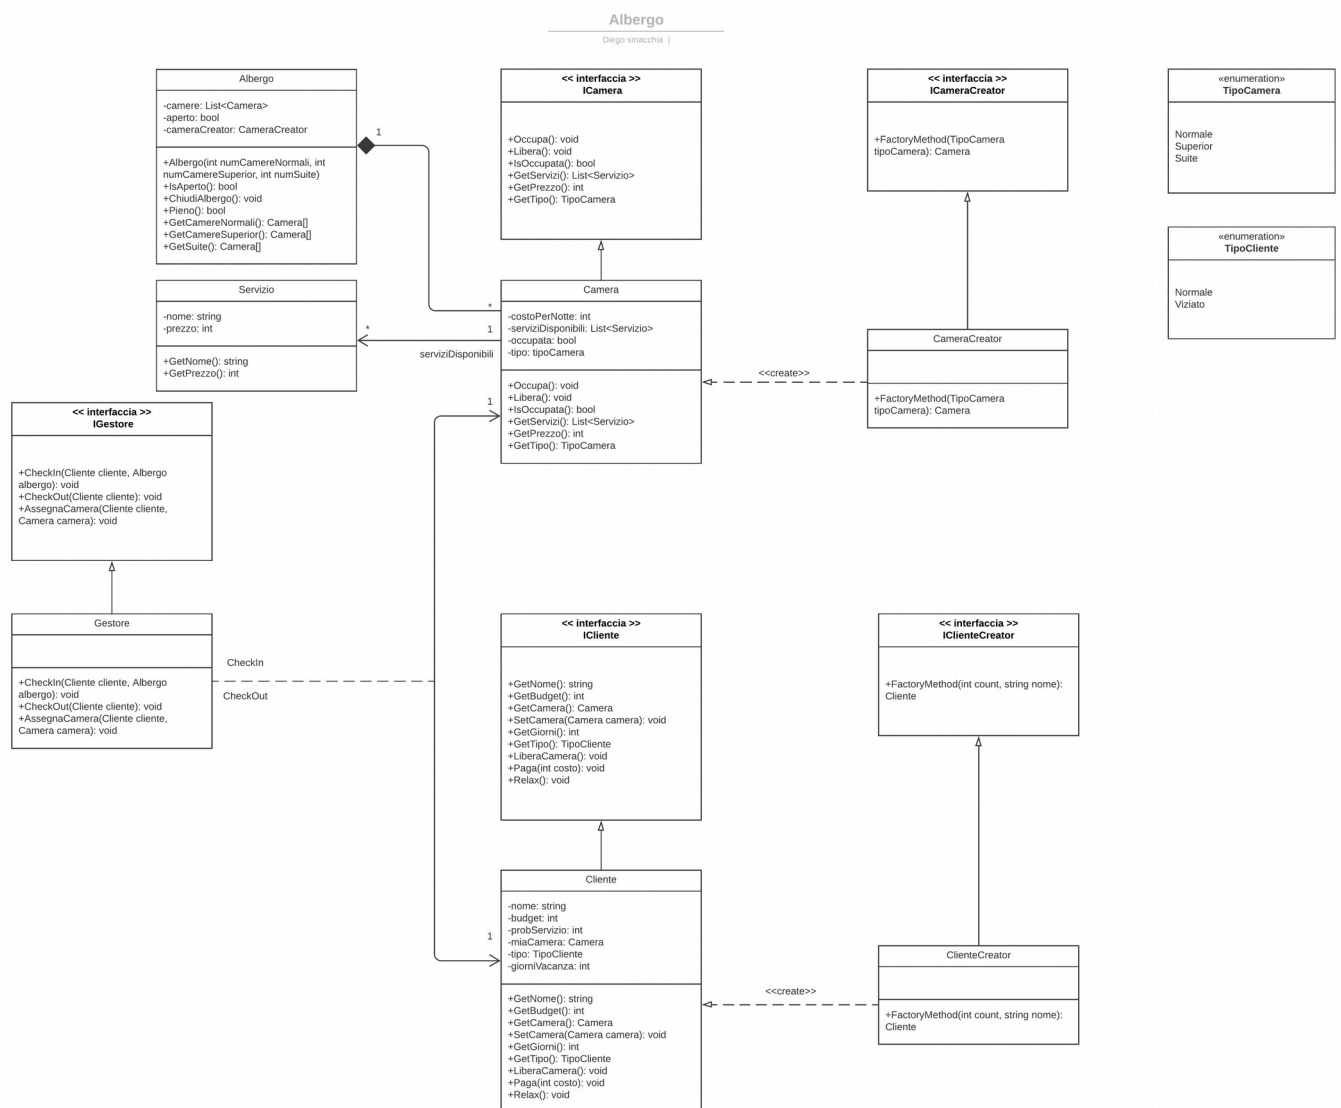 Albergo
Diego smacchia |
Albergo
-camere: List<Camera>
-aperto: bool
-cameraCreator: CameraCreator
+Albergo(int numCamereNormali, int
numCamereSuperior, int numSuite)
+IsAperto(): bool
+ChiudiAlbergo(): void
+Pieno(): bool
+GetCamereNormali(): Camera[]
+GetCamereSuperior(): Camera[]
+GetSuite(): Camera[]
1
<< interfaccia >>
ICamera
+Occupa(): void
+Libera(): void
+IsOccupata(): bool
+GetServizi(): List<Servizio>
+GetPrezzo(): int
+GetTipo(): TipoCamera
<< interfaccia >>
ICameraCreator
+FactoryMethod(TipoCamera
tipoCamera): Camera
«enumeration»
TipoCamera
Normale
Superior
Suite
«enumeration»
TipoCliente
Normale
Viziato
Servizio
-nome: string
-prezzo: int
+GetNome(): string
+GetPrezzo(): int
*
*
1
serviziDisponibili
Camera
-costoPerNotte: int
-serviziDisponibili: List<Servizio>
-occupata: bool
-tipo: tipoCamera
+Occupa(): void
+Libera(): void
+IsOccupata(): bool
+GetServizi(): List<Servizio>
+GetPrezzo(): int
+GetTipo(): TipoCamera
1
<<create>>
CameraCreator
+FactoryMethod(TipoCamera
tipoCamera): Camera
<< interfaccia >>
IGestore
+CheckIn(Cliente cliente, Albergo
albergo): void
+CheckOut(Cliente cliente): void
+AssegnaCamera(Cliente cliente,
Camera camera): void
Gestore
+CheckIn(Cliente cliente, Albergo
albergo): void
+CheckOut(Cliente cliente): void
+AssegnaCamera(Cliente cliente,
Camera camera): void
CheckIn
CheckOut
<< interfaccia >>
ICliente
+GetNome(): string
+GetBudget(): int
+GetCamera(): Camera
+SetCamera(Camera camera): void
+GetGiorni(): int
+GetTipo(): TipoCliente
+LiberaCamera(): void
+Paga(int costo): void
+Relax(): void
<< interfaccia >>
IClienteCreator
+FactoryMethod(int count, string nome):
Cliente
1
Cliente
-nome: string
-budget: int
-probServizio: int
-miaCamera: Camera
-tipo: TipoCliente
-giorniVacanza: int
+GetNome(): string
+GetBudget(): int
+GetCamera(): Camera
+SetCamera(Camera camera): void
+GetGiorni(): int
+GetTipo(): TipoCliente
+LiberaCamera(): void
+Paga(int costo): void
+Relax(): void
<<create>>
ClienteCreator
+FactoryMethod(int count, string nome):
Cliente